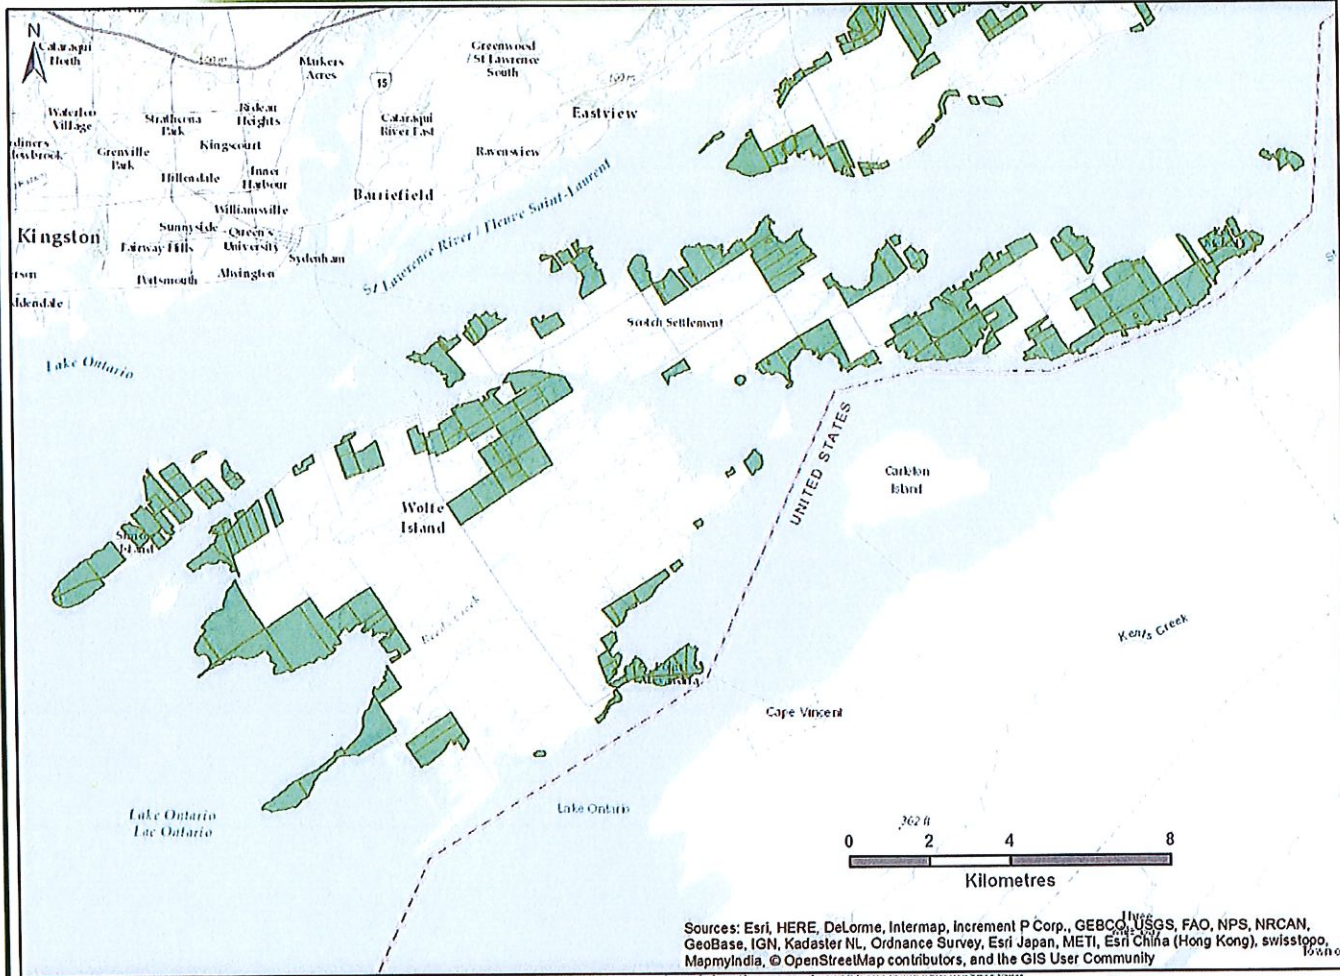 N
Cataraqui
North
Makers
Acres
Greenwood
/ St Lawrence
South
15
Waterloo
Village
Strathcona
Park
Rideau
Heights
Cataraqui
River East
Eastview
Grenville
Park
Kingscourt
Ravensview
Hillendale
Inner
Harbour
Barriefield
Williamsville
Kingston
Sunnyside
Queen's
University
Fairway Hills
Sydenham
Portsmouth
Alwington
St Lawrence River / Fleuve Saint-Laurent
Scotch Settlement
Lake Ontario
UNITED STATES
Carleton
Island
Wolfe
Island
Simcoe
Island
Kents Creek
Cape Vincent
Lake Ontario
Lac Ontario
Lake Ontario
362 ft
0 2 4 8
Kilometres
Sources: Esri, HERE, DeLorme, Intermap, Increment P Corp., GEBCO, USGS, FAO, NPS, NRCAN,
GeoBase, IGN, Kadaster NL, Ordnance Survey, Esri Japan, METI, Esri China (Hong Kong), swisstopo,
MapmyIndia, © OpenStreetMap contributors, and the GIS User Community